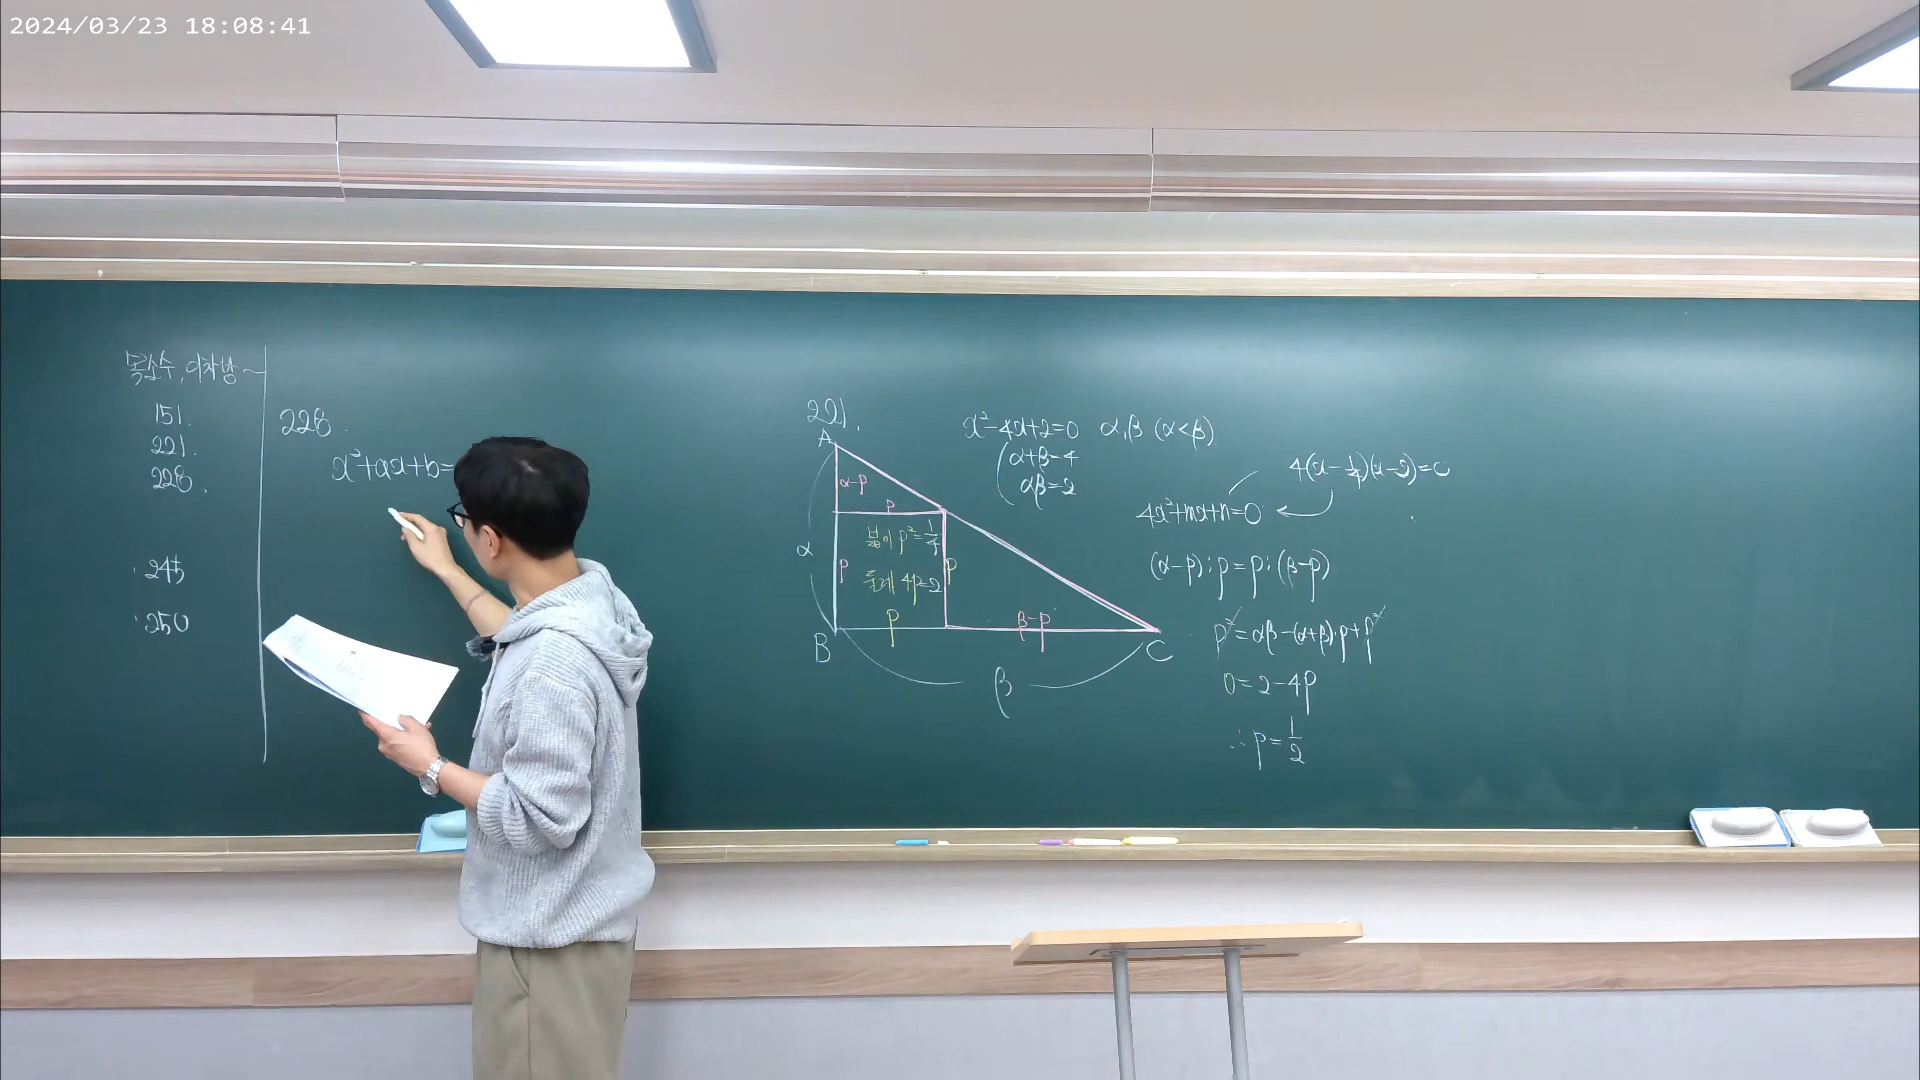 2024/03/23 18:08:41
복소수, 이차방~
151.
221.
228.
245
250
228.
x²+ax+b=
221.
A
α-p
p
α
p
넓이 p²=1/4
둘레 4p=2
p
p
β-p
B
C
β
x²-4x+2=0 α,β (α<β)
α+β=4
αβ=2
4(x-1/4)(x-2)=0
4x²+mx+n=0
(α-p):p=p:(β-p)
p²=αβ-(α+β)p+p²
0=2-4p
∴p=1/2